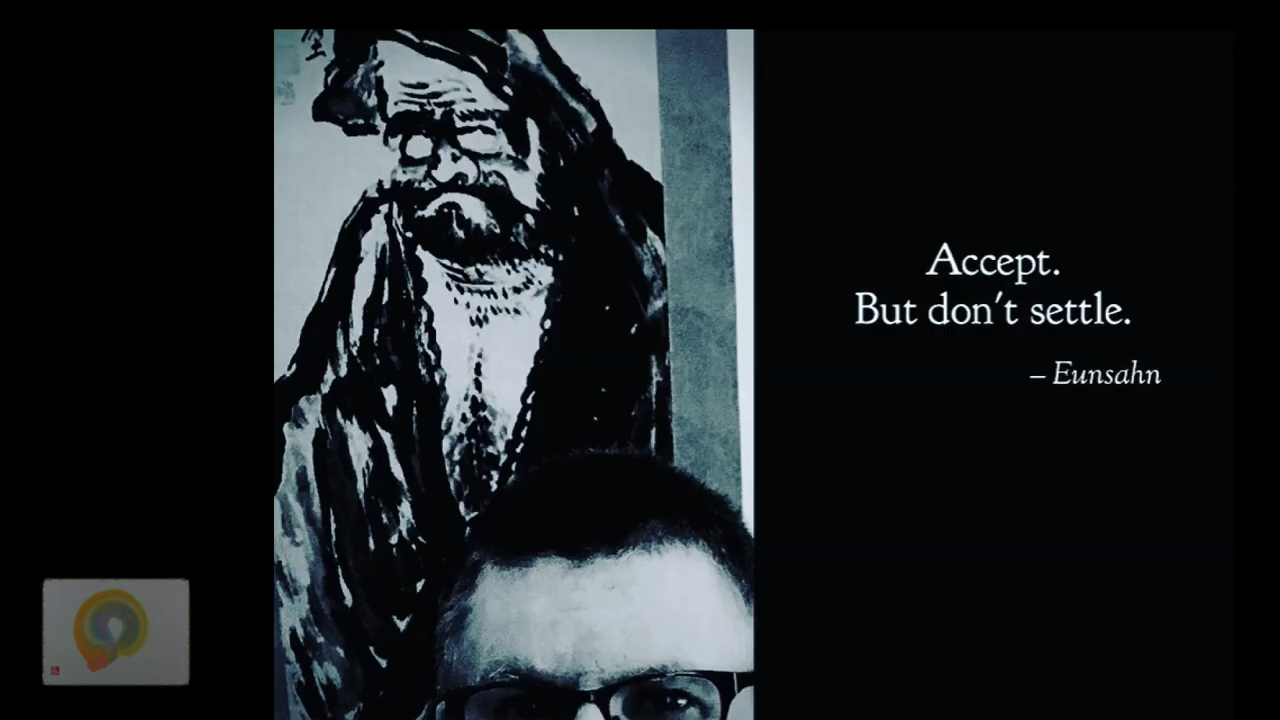 Accept.
But don't settle.
– Eunsahn